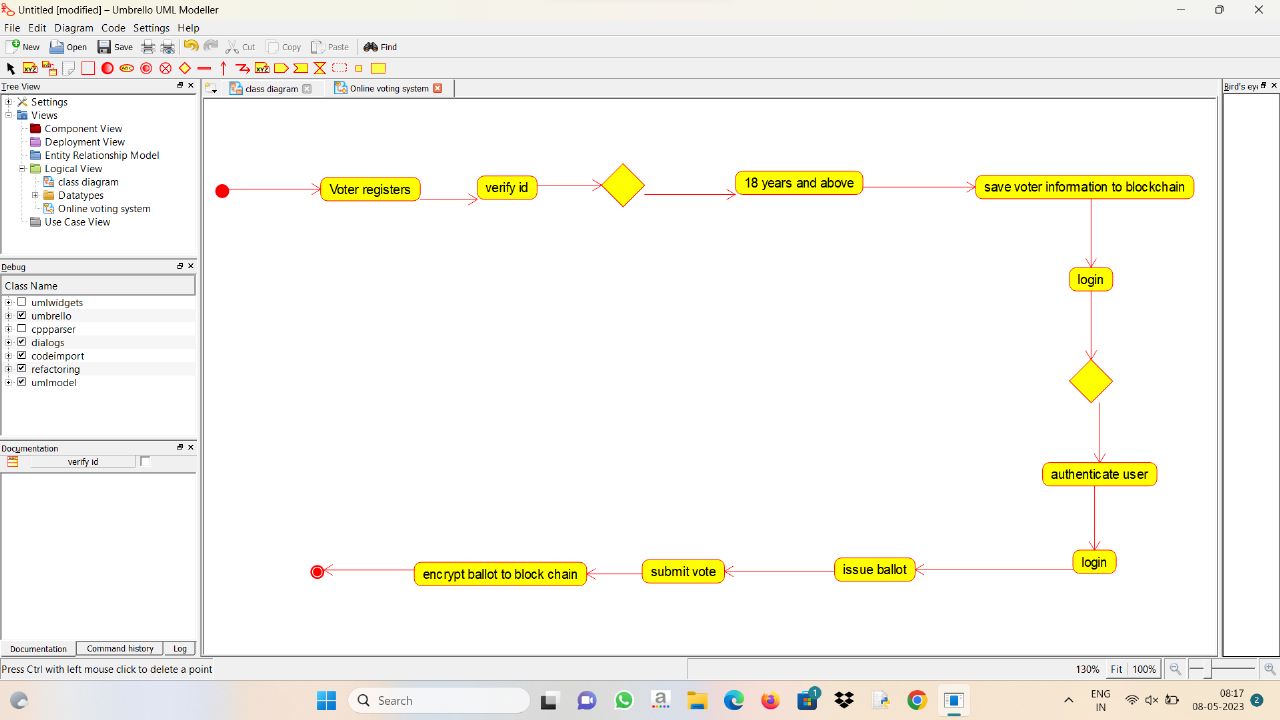 Untitled [modified] – Umbrello UML Modeller
File Edit Diagram Code Settings Help
New Open Save Cut Copy Paste Find
Tree View
class diagram Online voting system
Bird's eye
Settings
Views
Component View
Deployment View
Entity Relationship Model
Logical View
class diagram
Datatypes
Online voting system
Use Case View
Debug
Class Name
umlwidgets
umbrello
cppparser
dialogs
codeimport
refactoring
umlmodel
Documentation
verify id
Voter registers
verify id
18 years and above
save voter information to blockchain
login
authenticate user
login
issue ballot
submit vote
encrypt ballot to block chain
Documentation Command history Log
Press Ctrl with left mouse click to delete a point
130% Fit 100%
Search
1
ENG
IN
08:17
08-05-2023
2